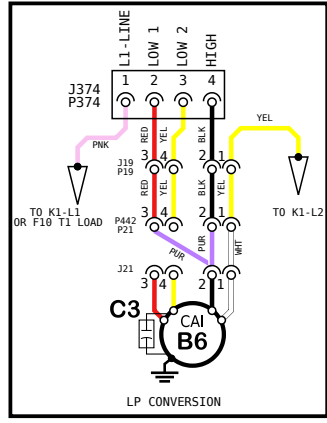 L1-LINE
LOW 1
LOW 2
HIGH
J374
P374
1 2 3 4
PNK
RED
YEL
BLK
YEL
J19
P19
3 4 2 1
RED
YEL
BLK
YEL
TO K1-L1
OR F10 T1 LOAD
TO K1-L2
P442
P21
3 4 2 1
PUR
PUR
WHT
J21
3 4 2 1
C3
CAI
B6
LP CONVERSION